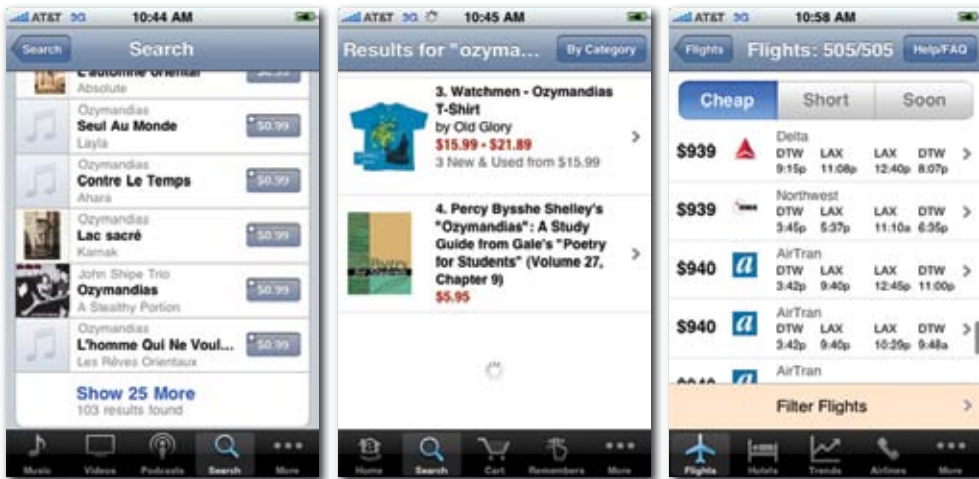 AT&T 3G 10:44 AM
Search
Search
L'automne Oriental
Absolute
$0.99
Ozymandias
Seul Au Monde
Layla
$0.99
Ozymandias
Contre Le Temps
Ahara
$0.99
Ozymandias
Lac sacré
Karnak
$0.99
John Shipe Trio
Ozymandias
A Stealthy Portion
$0.99
Ozymandias
L'homme Qui Ne Voul...
Les Rêves Orientaux
$0.99
Show 25 More
103 results found
Music Videos Podcasts Search More
AT&T 3G 10:45 AM
Results for "ozyma...
By Category
3. Watchmen - Ozymandias
T-Shirt
by Old Glory
$15.99 - $21.89
3 New & Used from $15.99
4. Percy Bysshe Shelley's
"Ozymandias": A Study
Guide from Gale's "Poetry
for Students" (Volume 27,
Chapter 9)
$5.95
Home Search Cart Remembers More
AT&T 3G 10:58 AM
Flights
Flights: 505/505
Help/FAQ
Cheap Short Soon
Delta
$939 DTW LAX LAX DTW
9:15p 11:08p 12:40p 8:07p
Northwest
$939 DTW LAX LAX DTW
3:45p 5:37p 11:10a 6:35p
AirTran
$940 DTW LAX LAX DTW
3:42p 9:40p 12:45p 11:00p
AirTran
$940 DTW LAX LAX DTW
3:42p 9:40p 10:29p 9:48a
AirTran
Filter Flights
Flights Hotels Trends Airlines More